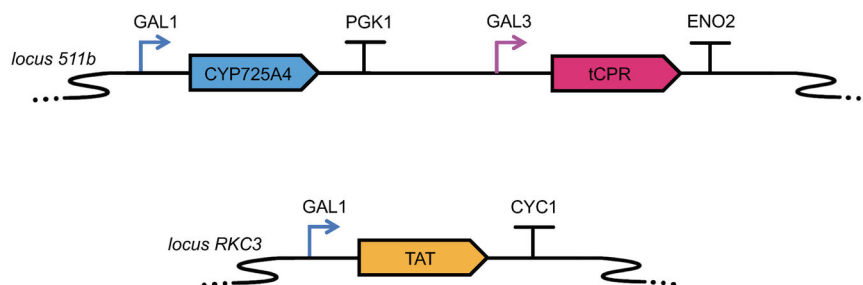 GAL1 PGK1 GAL3 ENO2
locus 511b
CYP725A4 tCPR
GAL1 CYC1
locus RKC3
TAT